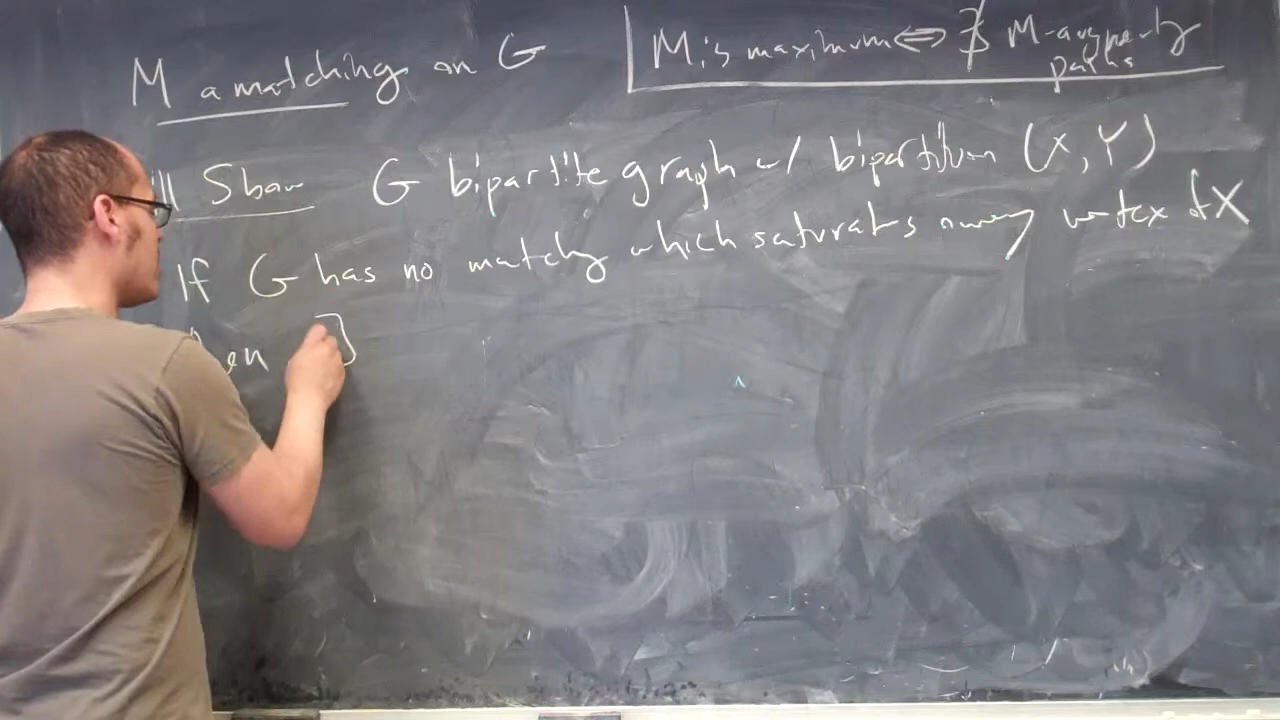 M a matching on G
M is maximum ⟺ ∄ M-augmenting paths
ill Show G bipartite graph w/ bipartition (X, Y)
If G has no matching which saturates every vertex of X
then ∃